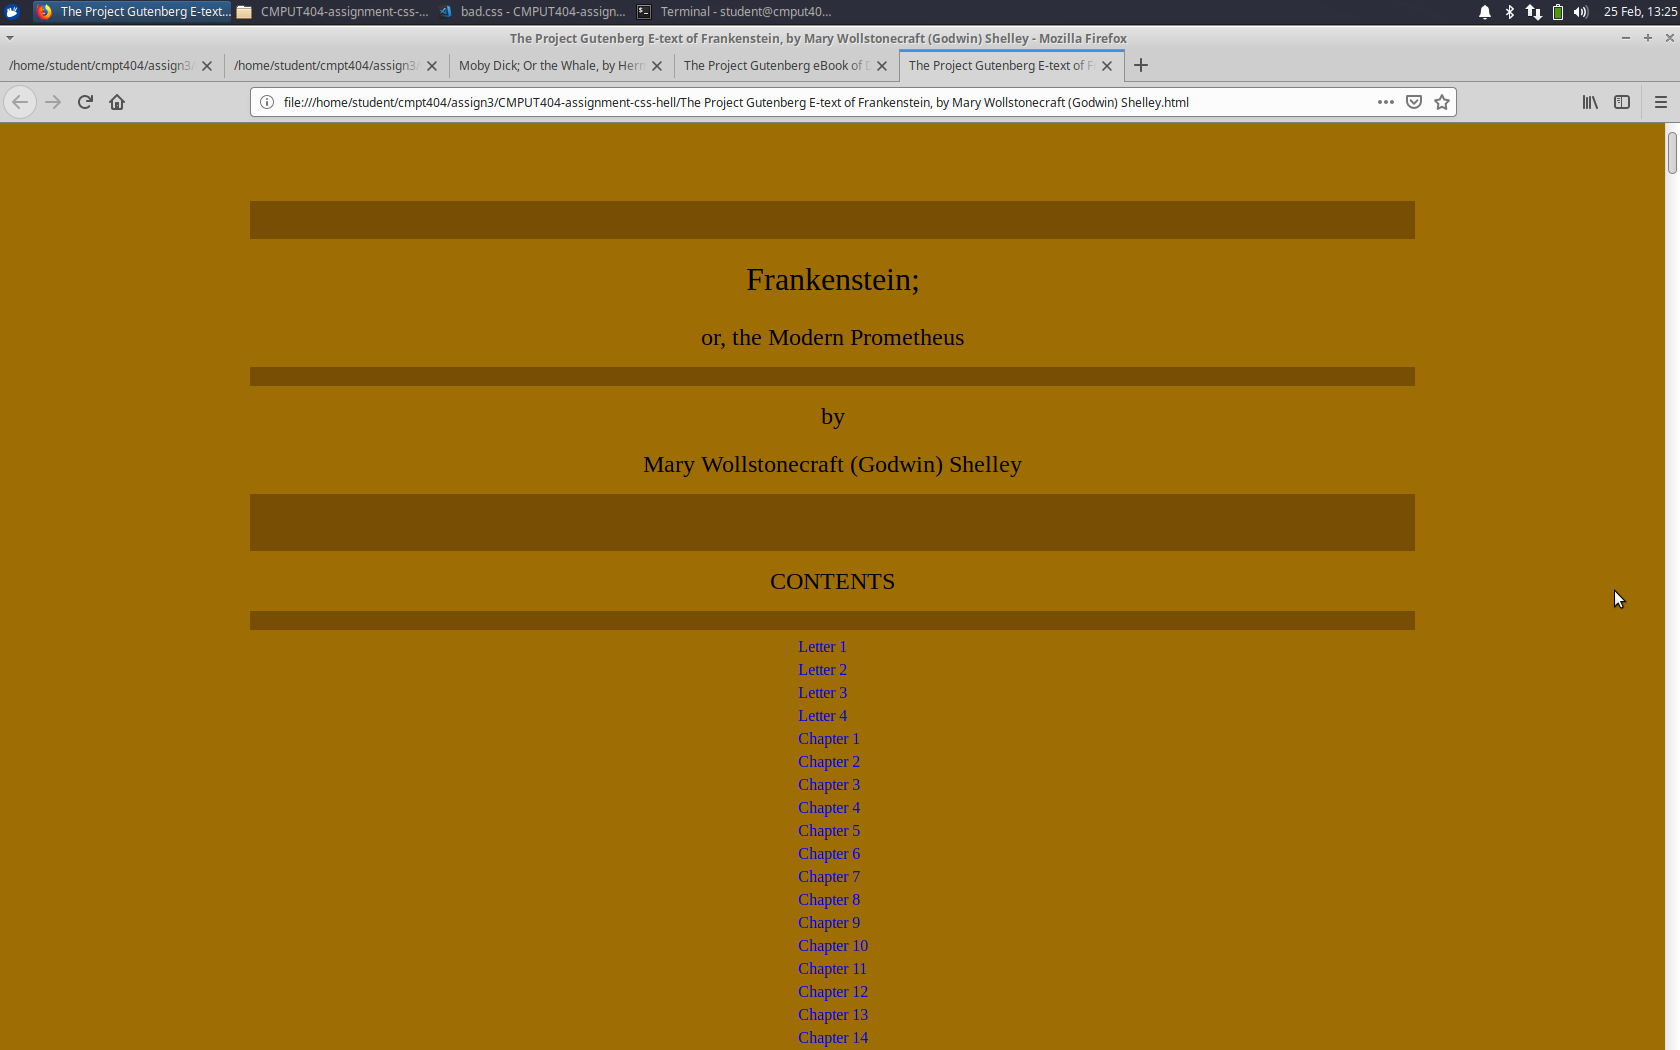 The Project Gutenberg E-text... CMPUT404-assignment-css-... bad.css - CMPUT404-assign... Terminal - student@cmput40... 25 Feb, 13:25
The Project Gutenberg E-text of Frankenstein, by Mary Wollstonecraft (Godwin) Shelley - Mozilla Firefox
/home/student/cmpt404/assign3/ /home/student/cmpt404/assign3/ Moby Dick; Or the Whale, by Her The Project Gutenberg eBook of The Project Gutenberg E-text of
file:///home/student/cmpt404/assign3/CMPUT404-assignment-css-hell/The Project Gutenberg E-text of Frankenstein, by Mary Wollstonecraft (Godwin) Shelley.html
Frankenstein;
or, the Modern Prometheus
by
Mary Wollstonecraft (Godwin) Shelley
CONTENTS
Letter 1
Letter 2
Letter 3
Letter 4
Chapter 1
Chapter 2
Chapter 3
Chapter 4
Chapter 5
Chapter 6
Chapter 7
Chapter 8
Chapter 9
Chapter 10
Chapter 11
Chapter 12
Chapter 13
Chapter 14